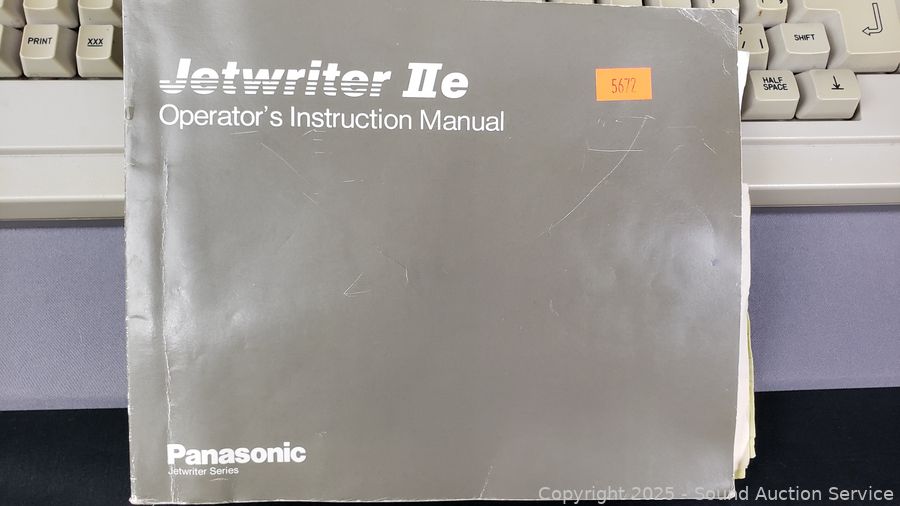 PRINT
XXX
SHIFT
HALF
SPACE
Jetwriter IIe
5672
Operator's Instruction Manual
Panasonic
Jetwriter Series
Copyright 2025 - Sound Auction Service